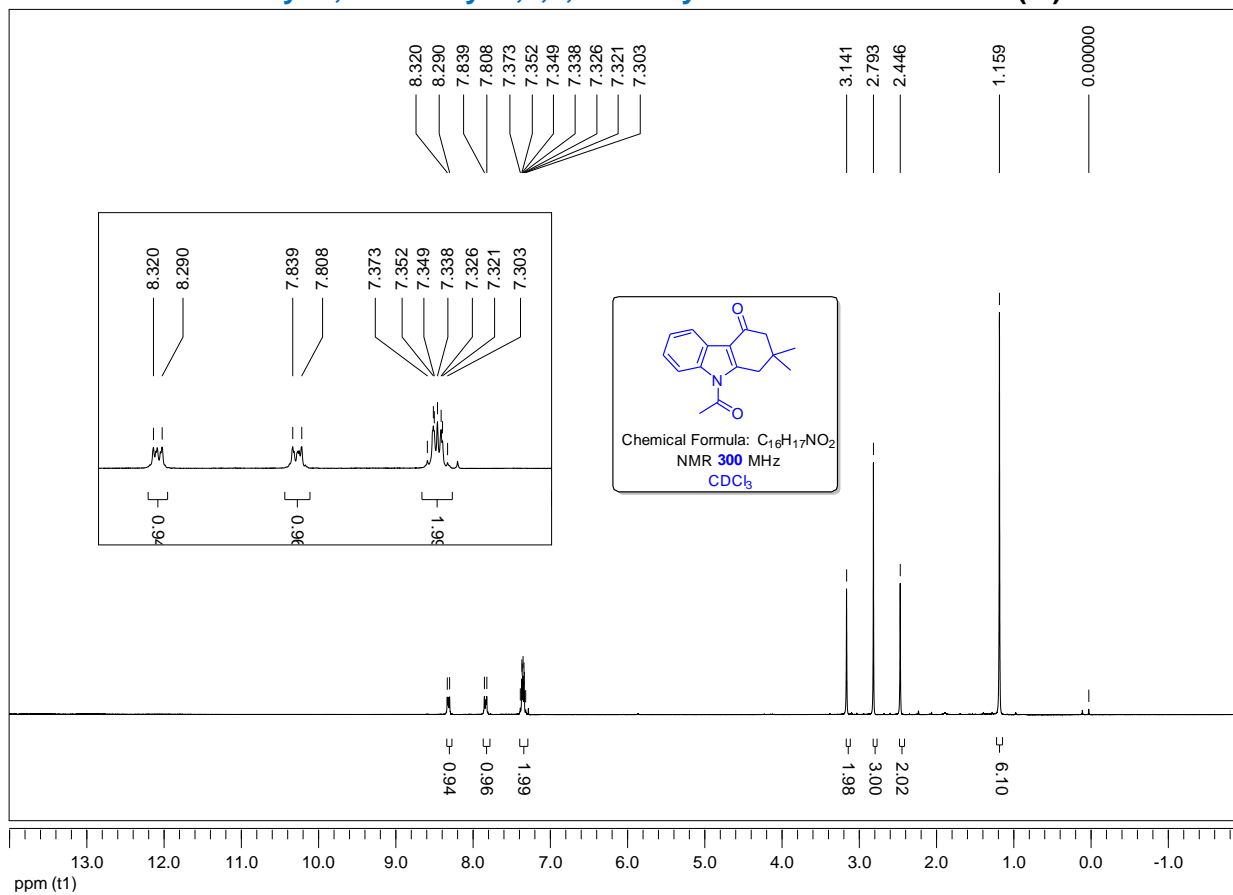 8.320 8.290 7.839 7.808 7.373 7.352 7.349 7.338 7.326 7.321 7.303 3.141 2.793 2.446 1.159 0.00000
8.320 8.290 7.839 7.808 7.373 7.352 7.349 7.338 7.326 7.321 7.303
O
N
O
Chemical Formula: C₁₆H₁₇NO₂
NMR 300 MHz
CDCl₃
0.94 0.96 1.99 1.98 3.00 2.02 6.10
13.0 12.0 11.0 10.0 9.0 8.0 7.0 6.0 5.0 4.0 3.0 2.0 1.0 0.0 -1.0
ppm (t1)